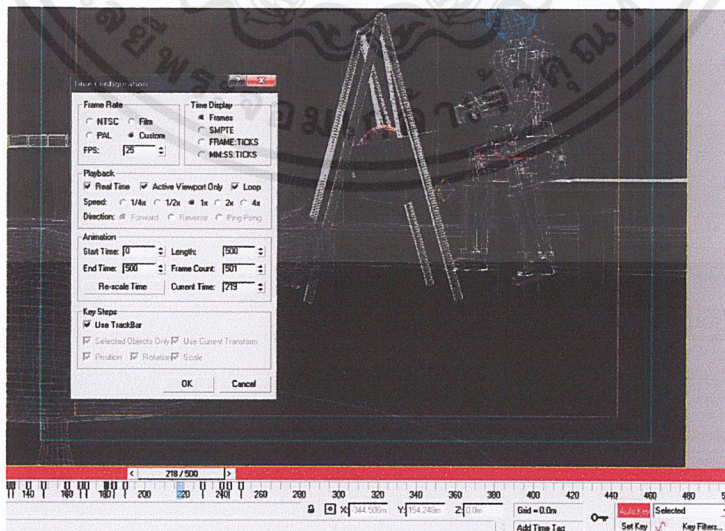 Time Configuration
Frame Rate
NTSC Film
PAL Custom
FPS: 25
Time Display
Frames
SMPTE
FRAME:TICKS
MM:SS:TICKS
Playback
Real Time Active Viewport Only Loop
Speed: 1/4x 1/2x 1x 2x 4x
Direction: Forward Reverse Ping-Pong
Animation
Start Time: 0 Length: 500
End Time: 500 Frame Count: 501
Re-scale Time Current Time: 219
Key Steps
Use TrackBar
Selected Objects Only Use Current Transform
Position Rotation Scale
OK Cancel
< 218 / 500 >
140 160 180 200 220 240 260 280 300 320 340 360 380 400 420 440 460 480
X: -344.506m Y: 154.248m Z: 0.0m Grid = 0.0m Auto Key Selected
Add Time Tag Set Key Key Filters...